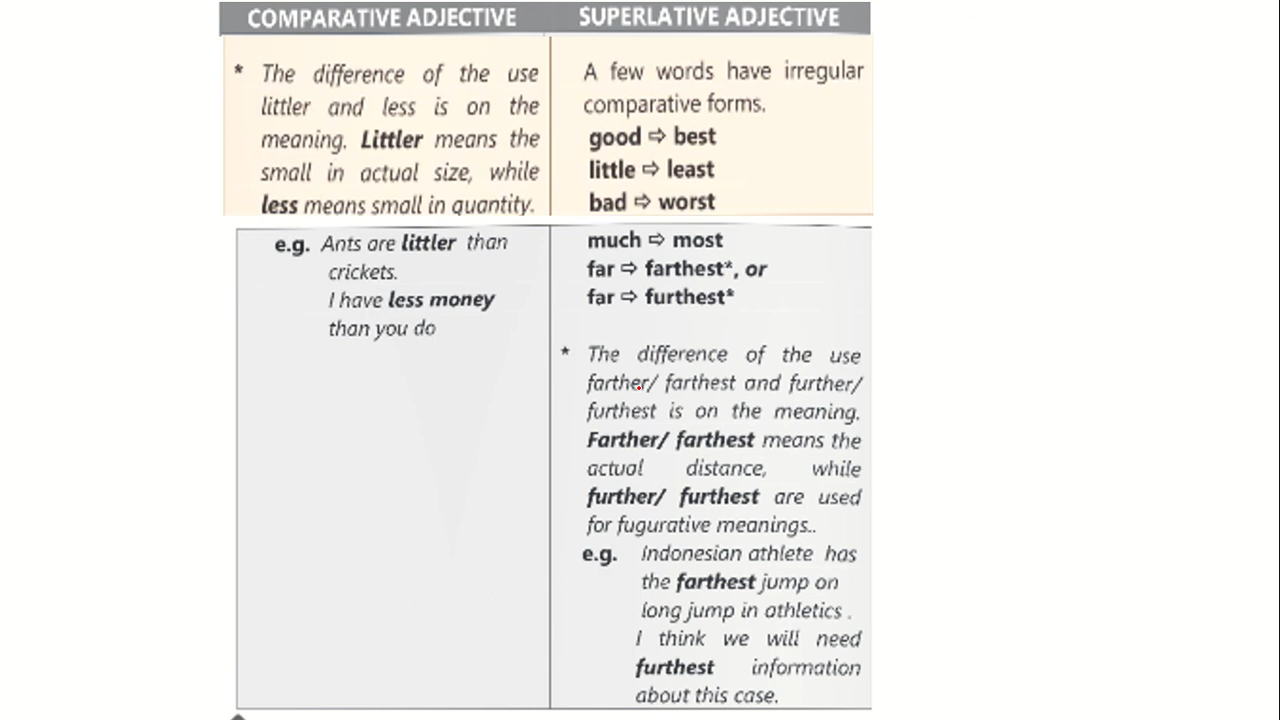 COMPARATIVE ADJECTIVE
* The difference of the use
littler and less is on the
meaning. Littler means the
small in actual size, while
less means small in quantity.
e.g. Ants are littler than
crickets.
I have less money
than you do
SUPERLATIVE ADJECTIVE
A few words have irregular
comparative forms.
good ⇨ best
little ⇨ least
bad ⇨ worst
much ⇨ most
far ⇨ farthest*, or
far ⇨ furthest*
* The difference of the use
farther/ farthest and further/
furthest is on the meaning.
Farther/ farthest means the
actual distance, while
further/ furthest are used
for fugurative meanings..
e.g. Indonesian athlete has
the farthest jump on
long jump in athletics .
I think we will need
furthest information
about this case.